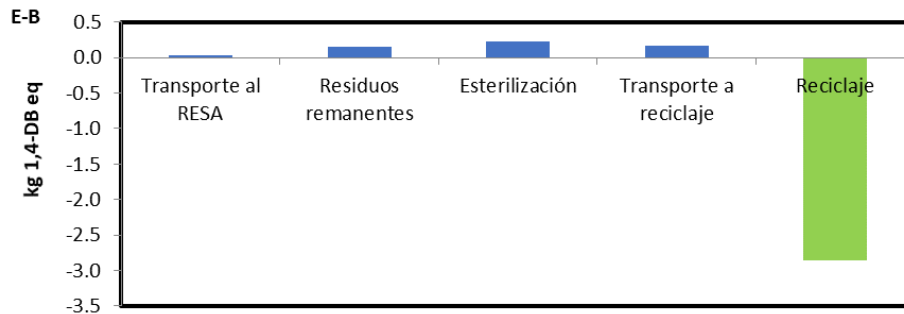 E-B
kg 1,4-DB eq
0.5
0.0
-0.5
-1.0
-1.5
-2.0
-2.5
-3.0
-3.5
Transporte al
RESA
Residuos
remanentes
Esterilización
Transporte a
reciclaje
Reciclaje